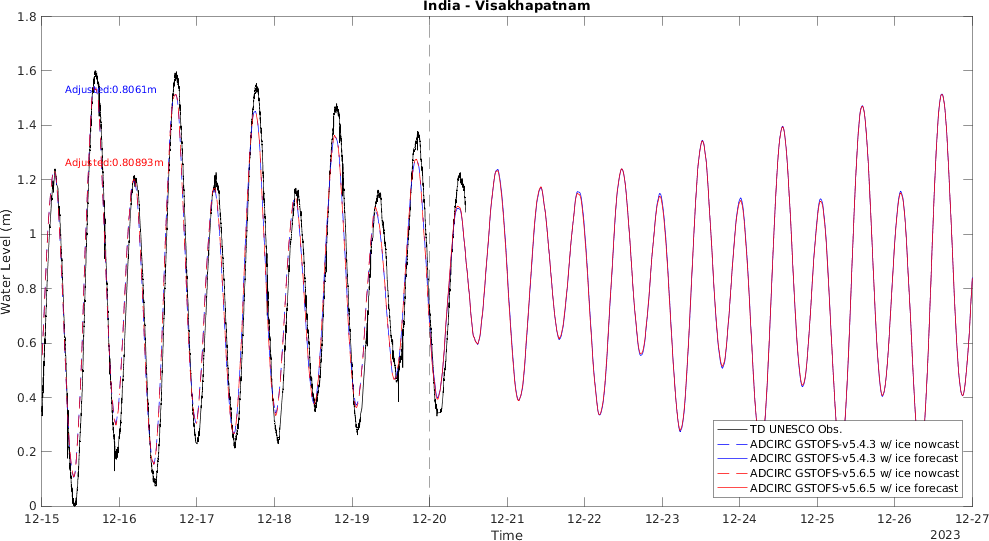 India - Visakhapatnam
1.8
1.6
1.4
1.2
1
0.8
0.6
0.4
0.2
0
Water Level (m)
Adjusted:0.8061m
Adjusted:0.80893m
TD UNESCO Obs.
ADCIRC GSTOFS-v5.4.3 w/ ice nowcast
ADCIRC GSTOFS-v5.4.3 w/ ice forecast
ADCIRC GSTOFS-v5.6.5 w/ ice nowcast
ADCIRC GSTOFS-v5.6.5 w/ ice forecast
12-15 12-16 12-17 12-18 12-19 12-20 12-21 12-22 12-23 12-24 12-25 12-26 12-27
Time
2023